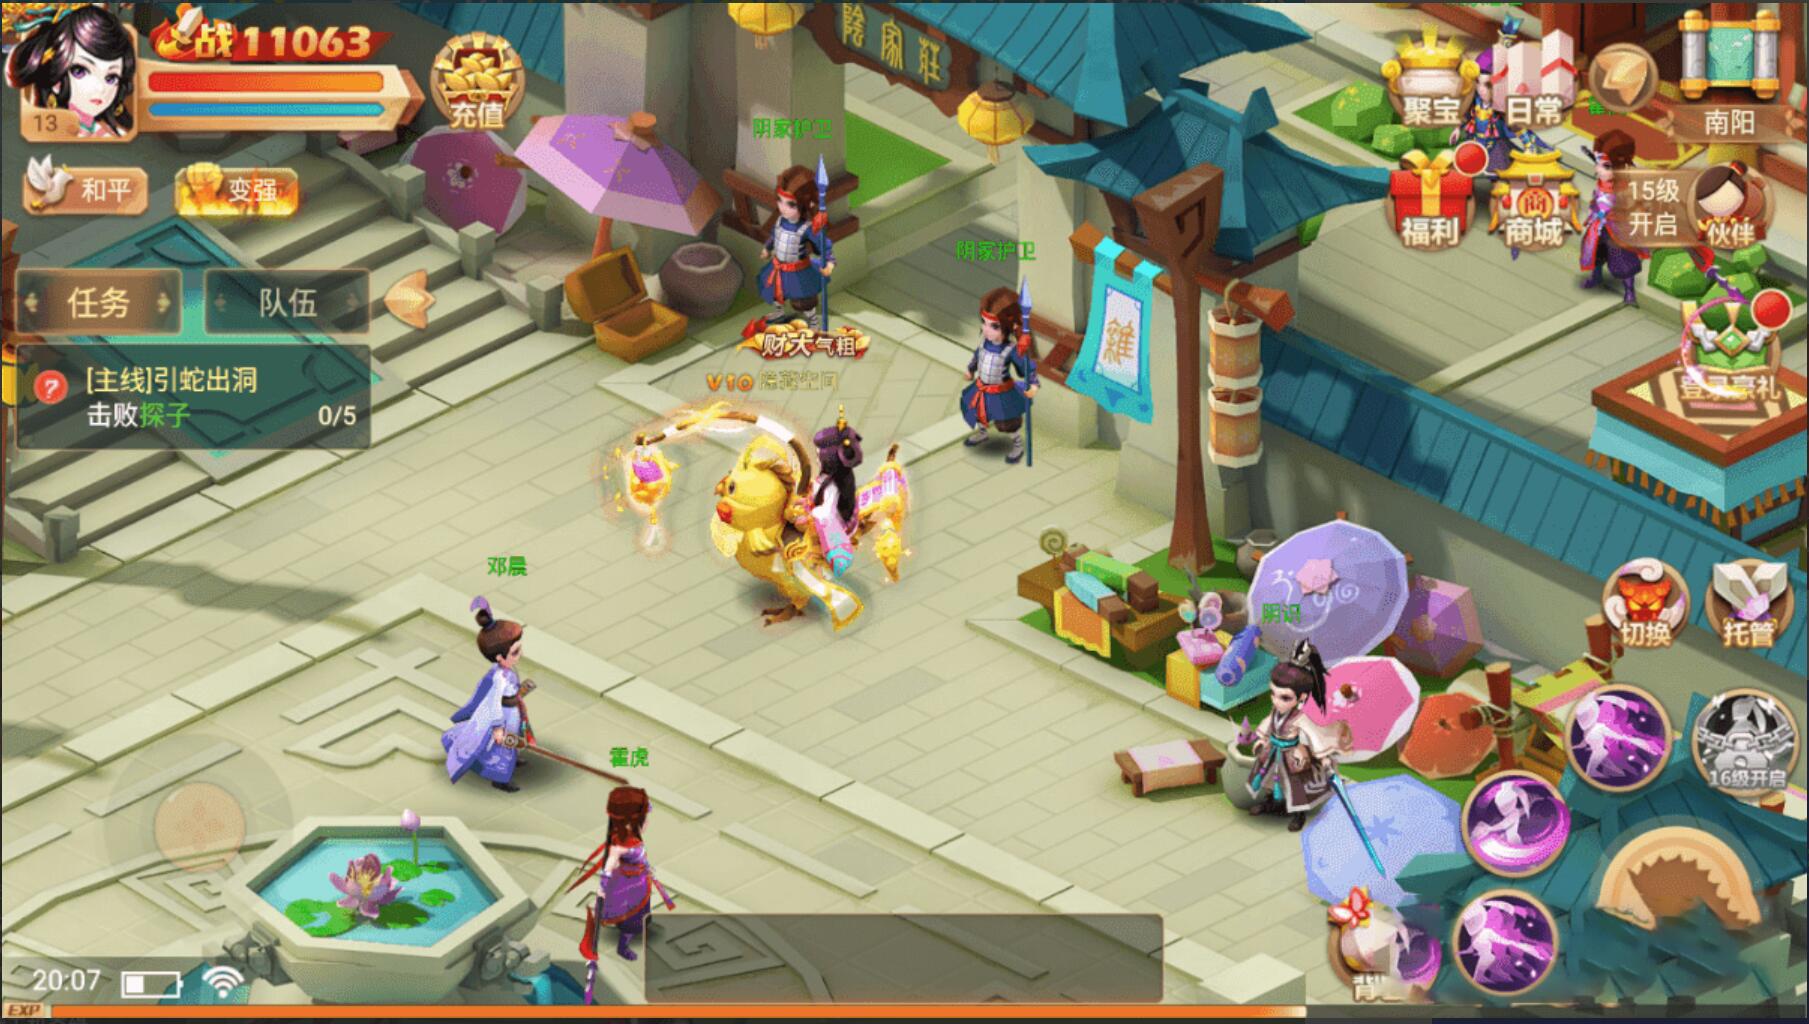 战11063
充值
13
和平
变强
任务
队伍
[主线]引蛇出洞
击败探子
0/5
陰家莊
阴家护卫
阴家护卫
财大气粗
V10 隐藏空间
邓晨
霍虎
阴识
聚宝
日常
南阳
福利
商城
15级
开启
伙伴
登录豪礼
切换
托管
16级开启
20:07
EXP